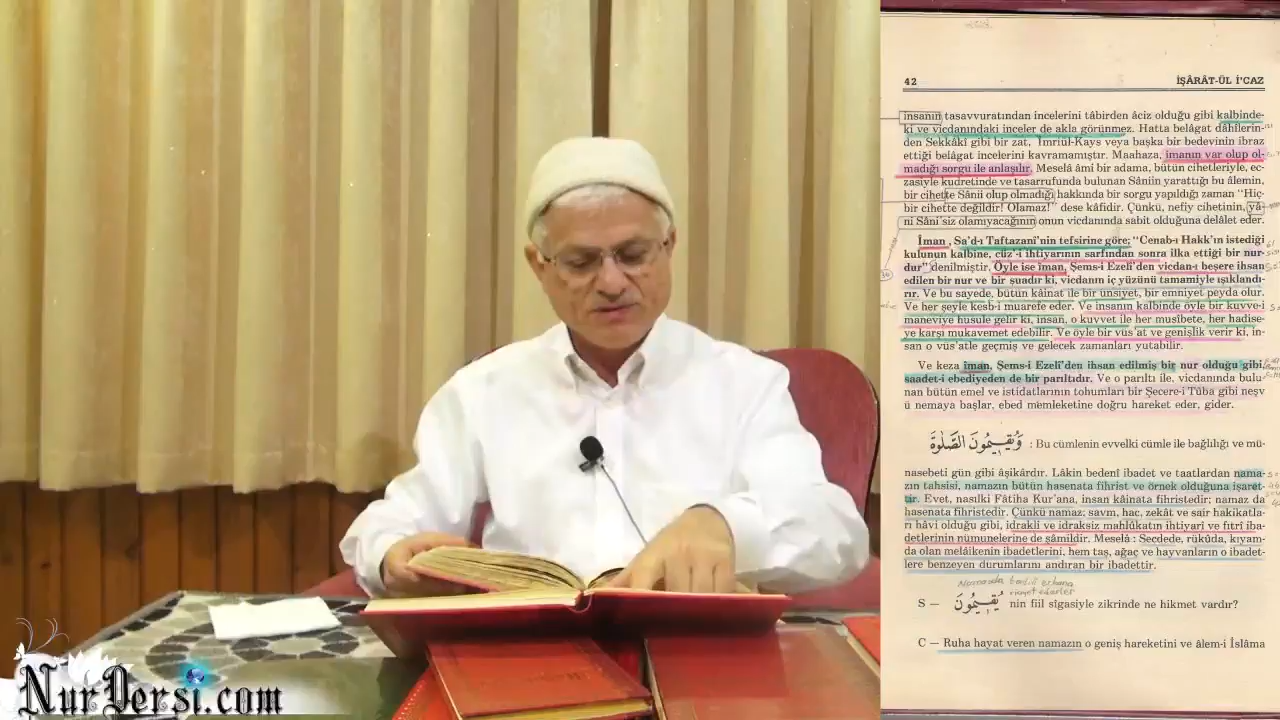 42 İŞÂRÂT-ÜL İ'CAZ
insanın tasavvuratından incelerini tâbirden âciz olduğu gibi kalbinde-
ki ve vicdanındaki inceler de akla görünmez. Hatta belâgat dâhilerin-
den Sekkâkî gibi bir zat, İmriül-Kays veya başka bir bedevinin ibraz
ettiği belâgat incelerini kavramamıştır. Maahaza, imanın var olup ol-
madığı sorgu ile anlaşılır. Meselâ âmi bir adama, bütün cihetleriyle, ec-
zasiyle kudretinde ve tasarrufunda bulunan Sâniin yarattığı bu âlemin,
bir cihette Sânii olup olmadığı hakkında bir sorgu yapıldığı zaman "Hiç-
bir cihette değildir! Olamaz!" dese kâfidir. Çünkü, nefiy cihetinin, yâ-
ni Sâni'siz olamıyacağının onun vicdanında sabit olduğuna delâlet eder.
Îman, Sa'd-ı Taftazanî'nin tefsirine göre; "Cenab-ı Hakk'ın istediği
kulunun kalbine, cüz'-i ihtiyarının sarfından sonra ilka ettiği bir nur-
dur" denilmiştir. Öyle ise îman, Şems-i Ezelî'den vicdan-ı beşere ihsan
edilen bir nur ve bir şuadır ki, vicdanın iç yüzünü tamamiyle ışıklandı-
rır. Ve bu sayede, bütün kâinat ile bir ünsiyet, bir emniyet peyda olur.
Ve her şeyle kesb-i muarefe eder. Ve insanın kalbinde öyle bir kuvve-i
maneviye husule gelir ki, insan, o kuvvet ile her musîbete, her hadise-
ye karşı mukavemet edebilir. Ve öyle bir vüs'at ve genişlik verir ki, in-
san o vüs'atle geçmiş ve gelecek zamanları yutabilir.
Ve keza îman, Şems-i Ezelî'den ihsan edilmiş bir nur olduğu gibi,
saadet-i ebediyeden de bir parıltıdır. Ve o parıltı ile, vicdanında bulu-
nan bütün emel ve istidatlarının tohumları bir Şecere-i Tûba gibi neşv
ü nemaya başlar, ebed memleketine doğru hareket eder, gider.
وَيُقِيمُونَ الصَّلٰوةَ : Bu cümlenin evvelki cümle ile bağlılığı ve mü-
nasebeti gün gibi âşikârdır. Lâkin bedenî ibadet ve taatlardan nama-
zın tahsisi, namazın bütün hasenata fihrist ve örnek olduğuna işaret-
tir. Evet, nasılki Fâtiha Kur'ana, insan kâinata fihristedir; namaz da
hasenata fihristedir. Çünkü namaz; savm, hac, zekât ve sair hakikatla-
rı hâvi olduğu gibi, idrakli ve idraksiz mahlûkatın ihtiyarî ve fıtrî iba-
detlerinin nümunelerine de şâmildir. Meselâ: Secdede, rükûda, kıyam-
da olan melâikenin ibadetlerini, hem taş, ağaç ve hayvanların o ibadet-
lere benzeyen durumlarını andıran bir ibadettir.
S — يُقِيمُونَ nin fiil sîgasiyle zikrinde ne hikmet vardır?
C — Ruha hayat veren namazın o geniş hareketini ve âlem-i İslâma
NurDersi.com